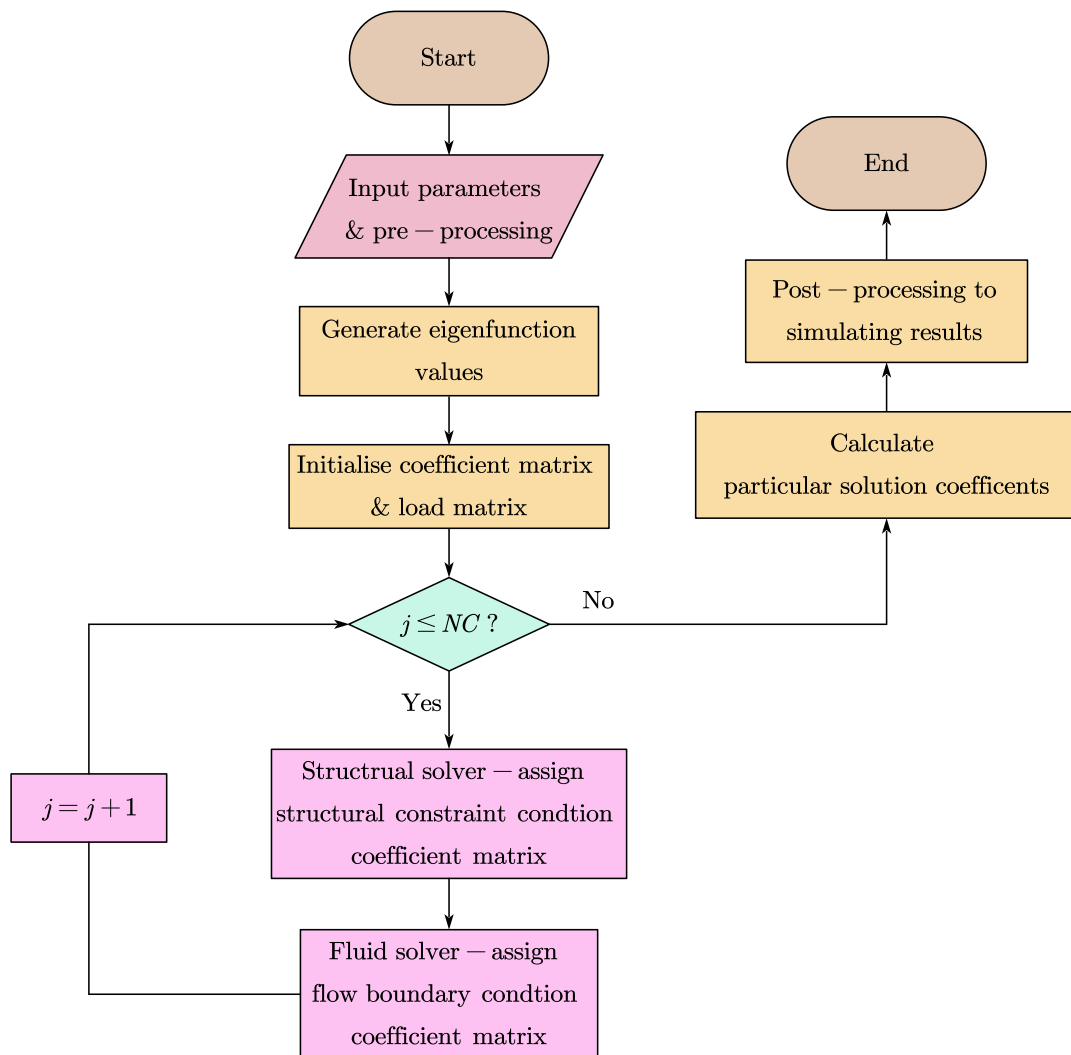 Start
Input parameters
& pre − processing
Generate eigenfunction
values
Initialise coefficient matrix
& load matrix
j ≤ NC ?
No
Yes
Structrual solver − assign
structural constraint condtion
coefficient matrix
Fluid solver − assign
flow boundary condtion
coefficient matrix
j = j + 1
Calculate
particular solution coefficents
Post − processing to
simulating results
End